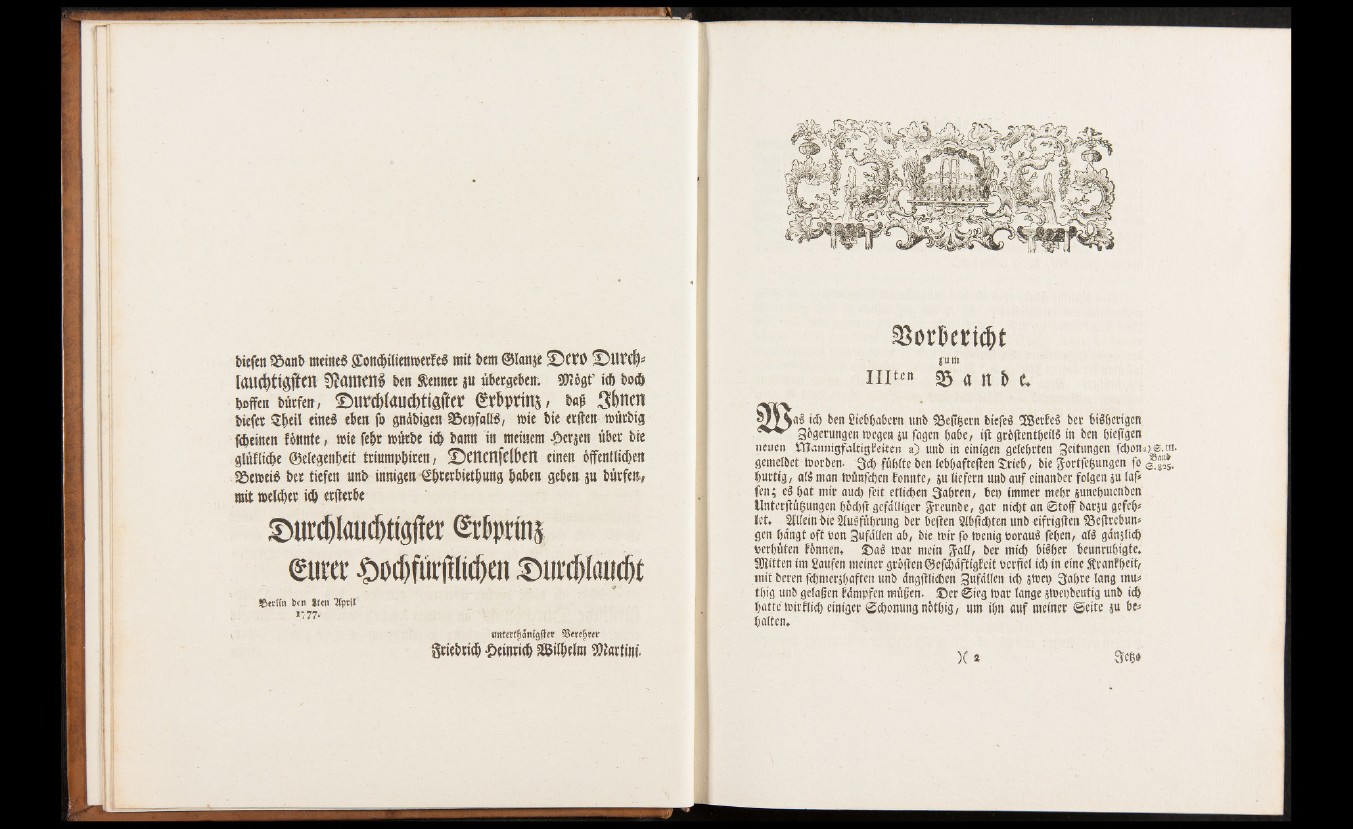 diesen Band meines Conchilienwerkes mit dem Glanze Dero Durch-
lauchtigsten Namens den Kenner zu übergeben. Mögt' ich doch
hoffen dürfen, Durchlauchtigster Erbprinz, daß Ihnen
dieser Theil eines eben so gnädigen Beyfalls, wie die ersten würdig
scheinen könnte, wie sehr würde ich dann in meinem Herzen über die
glükliche Gelegenheit triumphiren, Denenselben einen öffentlichen
Beweis der tiefen und innigen Ehrerbiethung haben geben zu dürfen,
mit welcher ich ersterbe
Durchlauchtigster Erbprinz
Eurer Hochfürstlichen Durchlaucht
Berlin den 8ten April
1777.
unterthänigster Verehrer
Friedrich Heinrich Wilhelm Martini.
Vorbericht
zum
IIIten Bande.
Was ich den Liebhabern und Besitzern dieses Werkes der bisherigen
Zögerungen wegen zu sagen habe, ist gröstentheils in den hiesigen
neuen Mannigfaltigkeiten a) und in einigen gelehrten Zeitungen schon
a) S. III.
Band
S. 825.
gemeldet worden. Ich fühlte den lebhaftesten Trieb, die Fortsetzungen so
hurtig, als man wünschen konnte, zu liefern und auf einander folgen zu las-
sen; es hat mir auch seit etlichen Jahren, bey immer mehr zunehmenden
Unterstützungen höchst gefälliger Freunde, gar nicht an Stoff darzu gefeh-
let. Allein die Ausführung der besten Absichten und eifrigsten Bestrebun-
gen hängt oft von Zufällen ab, die wir so wenig voraus sehen, als gänzlich
verhüten können. Das war mein Fall, der mich bisher beunruhigte.
Mitten im Laufen meiner grösten Geschäftigkeit verfiel ich in eine Krankheit,
mit deren schmerzhaften und ängstlichen Zufällen ich zwey Jahre lang mu-
thig und gelaßen kämpfen müßen. Der Sieg war lange zweydeutig und ich
hatte wirklich einiger Schonung nöthig, um ihn auf meiner Seite zu be-
halten.
)( 2 Jetzo